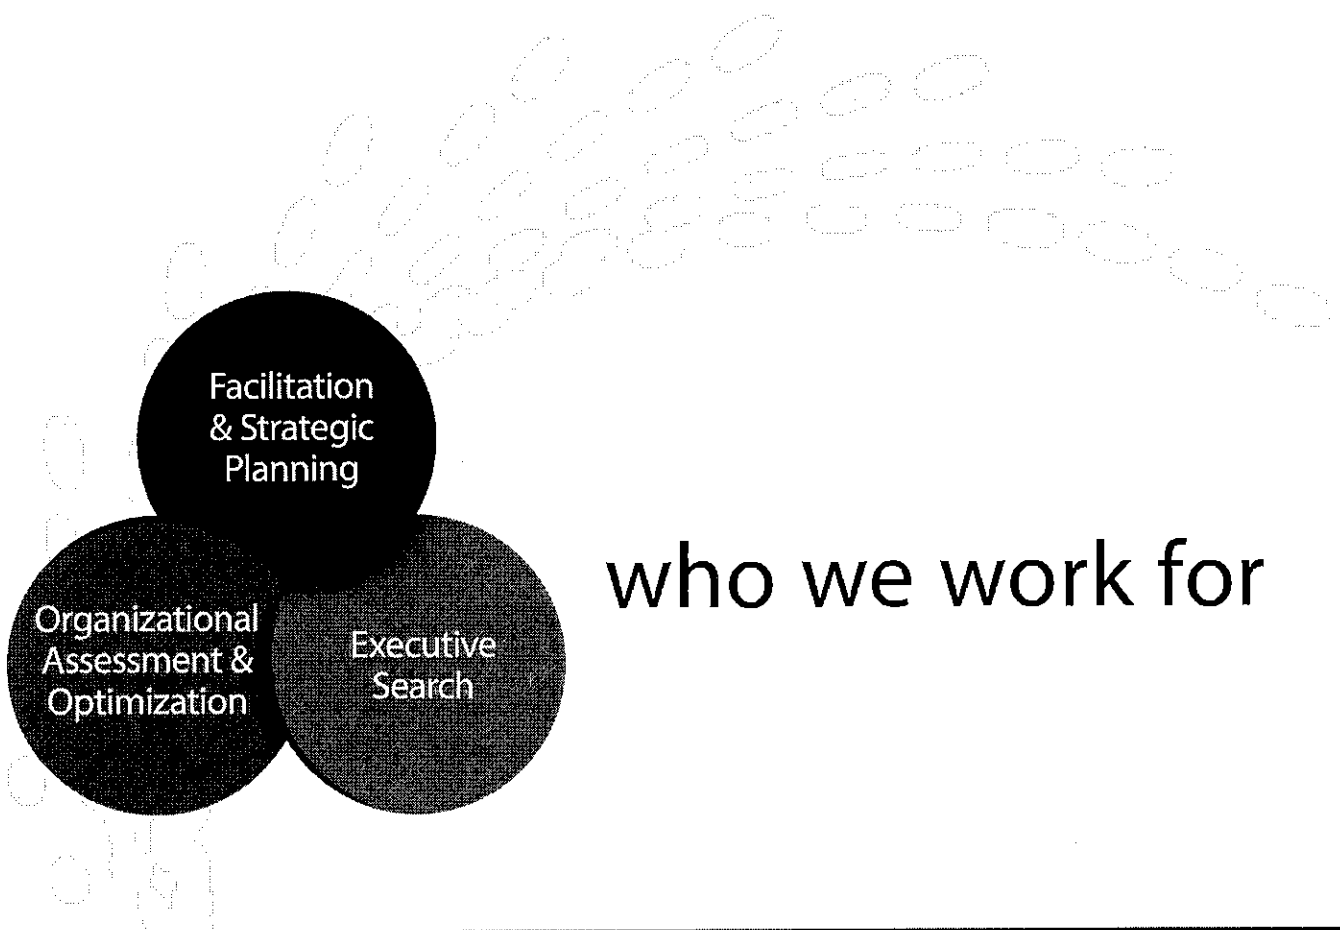 Facilitation
& Strategic
Planning
Organizational
Assessment &
Optimization
Executive
Search
who we work for